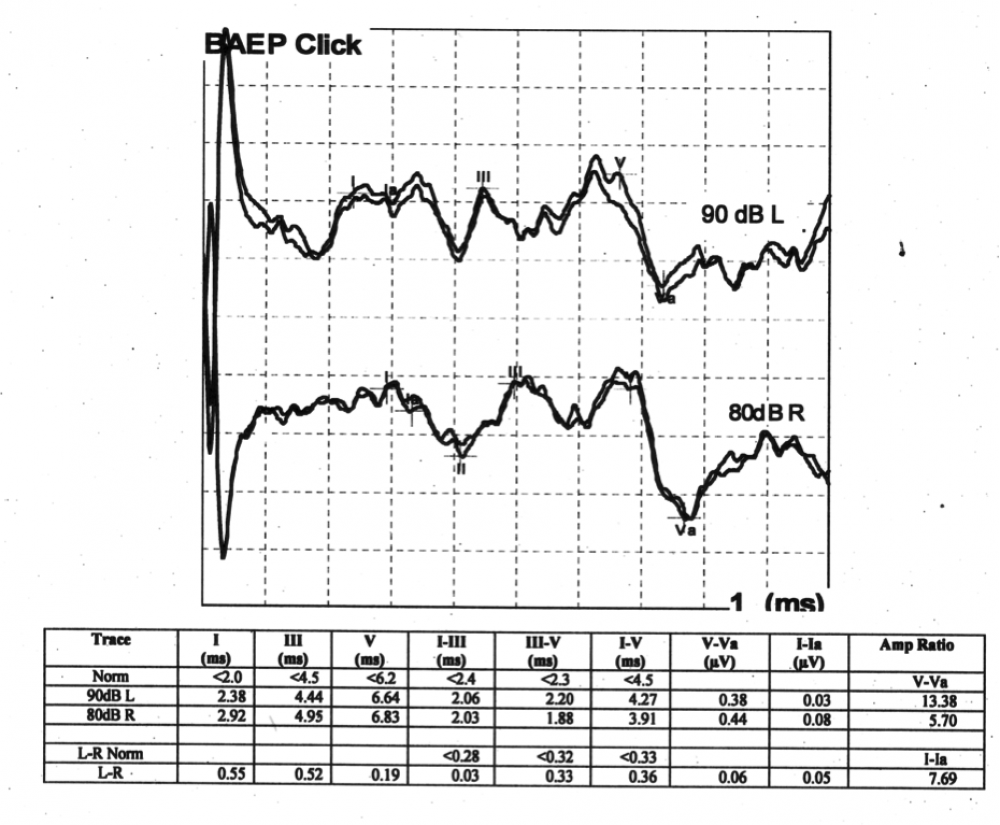 BAEP Click
I Ia III V
90 dB L
Va
I Ia III V
80dB R
II
Va
1 (ms)
Trace I (ms) III (ms) V (ms) I-III (ms) III-V (ms) I-V (ms) V-Va (µV) I-Ia (µV) Amp Ratio
Norm <2.0 <4.5 <6.2 <2.4 <2.3 <4.5 V-Va
90dB L 2.38 4.44 6.64 2.06 2.20 4.27 0.38 0.03 13.38
80dB R 2.92 4.95 6.83 2.03 1.88 3.91 0.44 0.08 5.70
L-R Norm <0.28 <0.32 <0.33 I-Ia
L-R 0.55 0.52 0.19 0.03 0.33 0.36 0.06 0.05 7.69